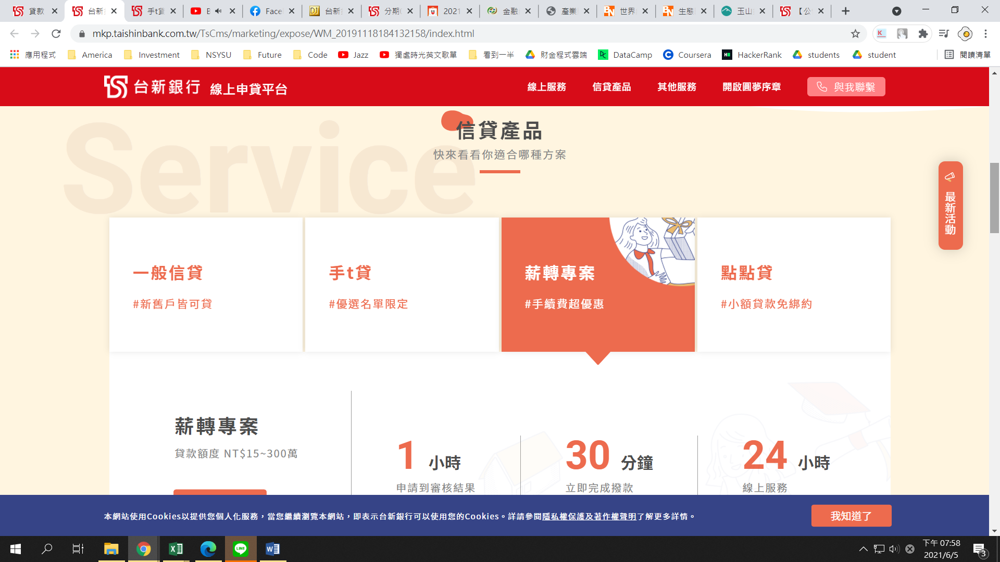 貸款
台新
手t貸
Face
台新
分期
2021
金融
產業
世界
生態
玉山
【公
mkp.taishinbank.com.tw/TsCms/marketing/expose/WM_20191118184132158/index.html
應用程式
America
Investment
NSYSU
Future
Code
Jazz
獨處時光英文歌單
看到一半
財金程式雲端
DataCamp
Coursera
HackerRank
students
student
閱讀清單
台新銀行 線上申貸平台
線上服務
信貸產品
其他服務
開啟圓夢序章
與我聯繫
Service
信貸產品
快來看看你適合哪種方案
最新活動
一般信貸
#新舊戶皆可貸
手t貸
#優選名單限定
薪轉專案
#手續費超優惠
點點貸
#小額貸款免綁約
薪轉專案
貸款額度 NT$15~300萬
1 小時
申請到審核結果
30 分鐘
立即完成撥款
24 小時
線上服務
本網站使用Cookies以提供您個人化服務，當您繼續瀏覽本網站，即表示台新銀行可以使用您的Cookies。詳請參閱隱私權保護及著作權聲明了解更多詳情。
我知道了
下午 07:58
2021/6/5
3